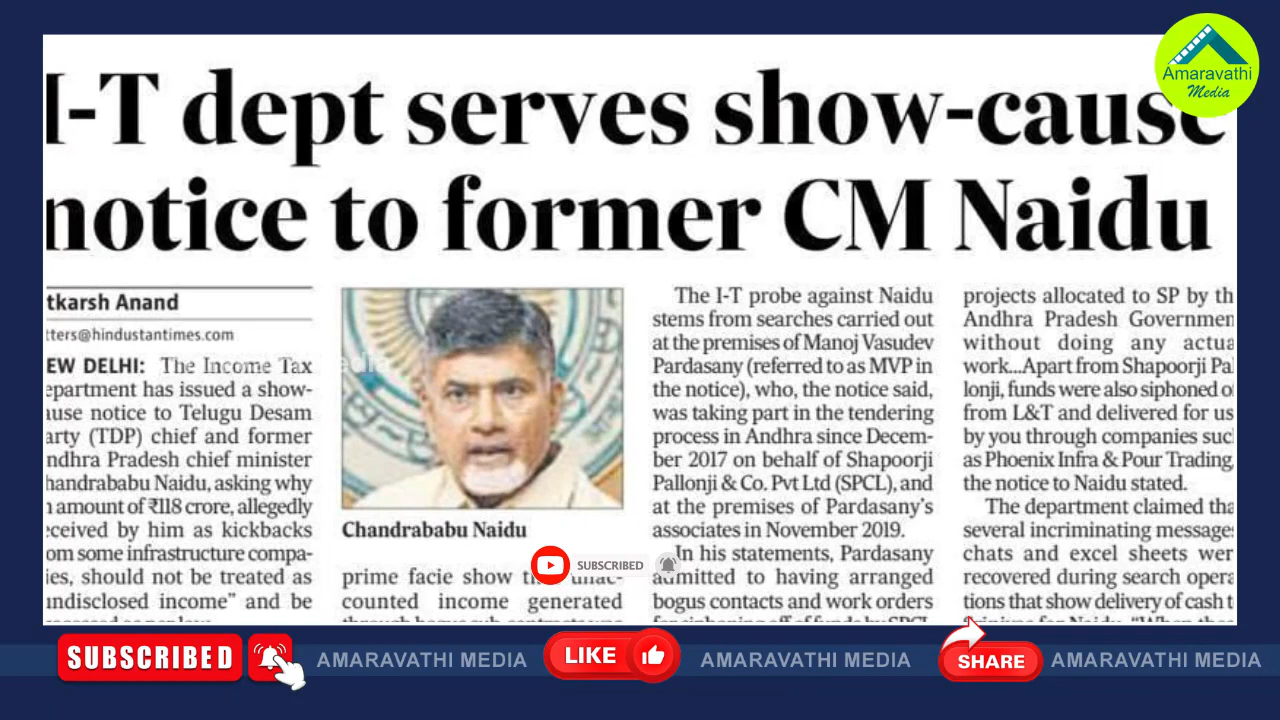 Amaravathi
Media
I-T dept serves show-cause
notice to former CM Naidu
tkarsh Anand
tters@hindustantimes.com
EW DELHI: The Income Tax
epartment has issued a show-
ause notice to Telugu Desam
arty (TDP) chief and former
ndhra Pradesh chief minister
handrababu Naidu, asking why
n amount of ₹118 crore, allegedly
eceived by him as kickbacks
om some infrastructure compa-
ies, should not be treated as
undisclosed income” and be
Chandrababu Naidu
prime facie show the unac-
counted income generated
The I-T probe against Naidu
stems from searches carried out
at the premises of Manoj Vasudev
Pardasany (referred to as MVP in
the notice), who, the notice said,
was taking part in the tendering
process in Andhra since Decem-
ber 2017 on behalf of Shapoorji
Pallonji & Co. Pvt Ltd (SPCL), and
at the premises of Pardasany’s
associates in November 2019.
In his statements, Pardasany
admitted to having arranged
bogus contacts and work orders
projects allocated to SP by th
Andhra Pradesh Governmen
without doing any actua
work...Apart from Shapoorji Pal
lonji, funds were also siphoned o
from L&T and delivered for us
by you through companies suc
as Phoenix Infra & Pour Trading,
the notice to Naidu stated.
The department claimed tha
several incriminating messages
chats and excel sheets wer
recovered during search opera
tions that show delivery of cash t
SUBSCRIBED
SUBSCRIBED AMARAVATHI MEDIA LIKE AMARAVATHI MEDIA SHARE AMARAVATHI MEDIA